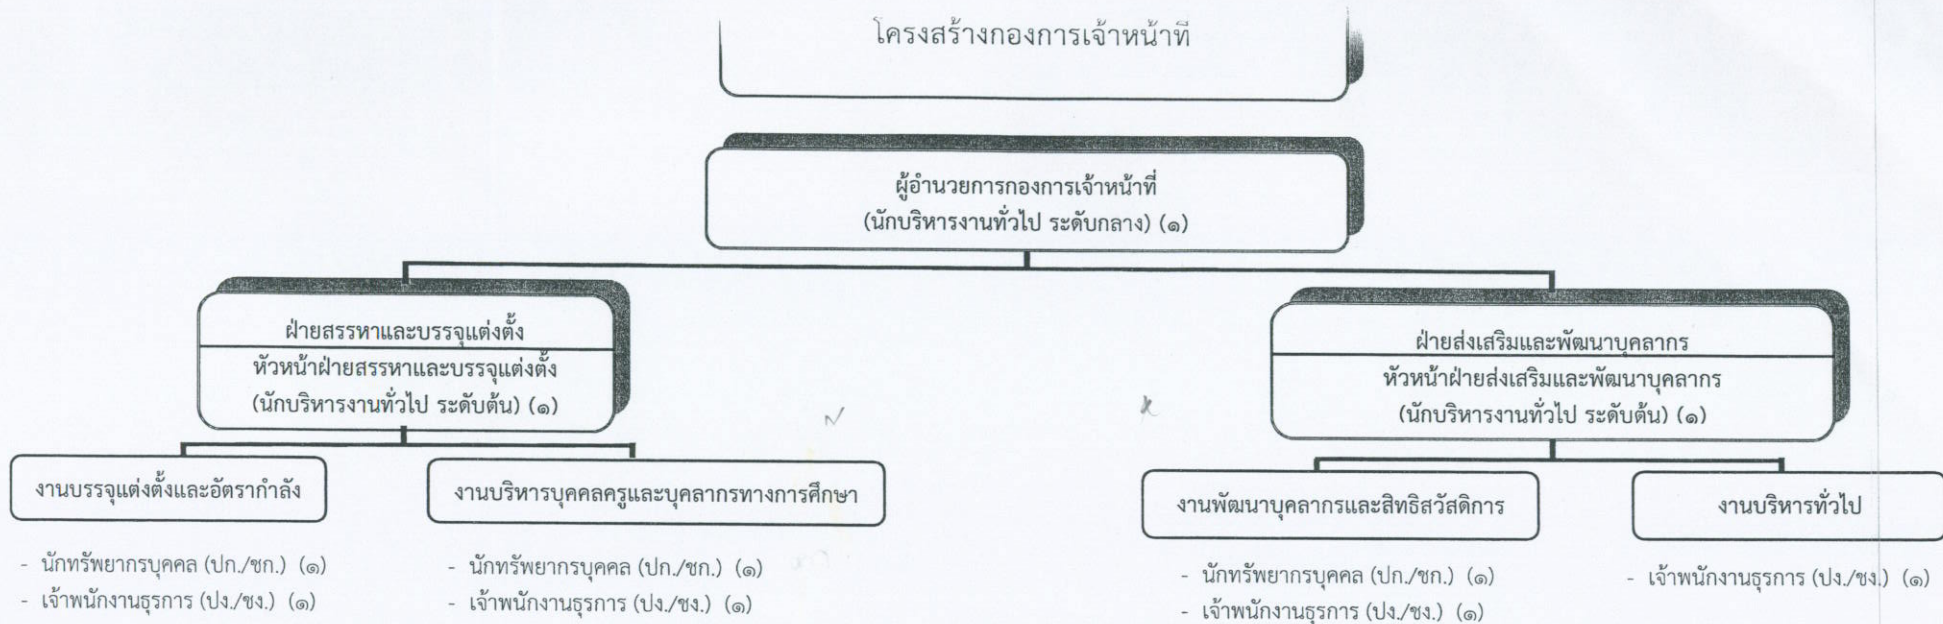 โครงสร้างกองการเจ้าหน้าที่
ผู้อำนวยการกองการเจ้าหน้าที่
(นักบริหารงานทั่วไป ระดับกลาง) (๑)
ฝ่ายสรรหาและบรรจุแต่งตั้ง
หัวหน้าฝ่ายสรรหาและบรรจุแต่งตั้ง
(นักบริหารงานทั่วไป ระดับต้น) (๑)
งานบรรจุแต่งตั้งและอัตรากำลัง
- นักทรัพยากรบุคคล (ปก./ชก.) (๑)
- เจ้าพนักงานธุรการ (ปง./ชง.) (๑)
งานบริหารบุคคลครูและบุคลากรทางการศึกษา
- นักทรัพยากรบุคคล (ปก./ชก.) (๑)
- เจ้าพนักงานธุรการ (ปง./ชง.) (๑)
ฝ่ายส่งเสริมและพัฒนาบุคลากร
หัวหน้าฝ่ายส่งเสริมและพัฒนาบุคลากร
(นักบริหารงานทั่วไป ระดับต้น) (๑)
งานพัฒนาบุคลากรและสิทธิสวัสดิการ
- นักทรัพยากรบุคคล (ปก./ชก.) (๑)
- เจ้าพนักงานธุรการ (ปง./ชง.) (๑)
งานบริหารทั่วไป
- เจ้าพนักงานธุรการ (ปง./ชง.) (๑)